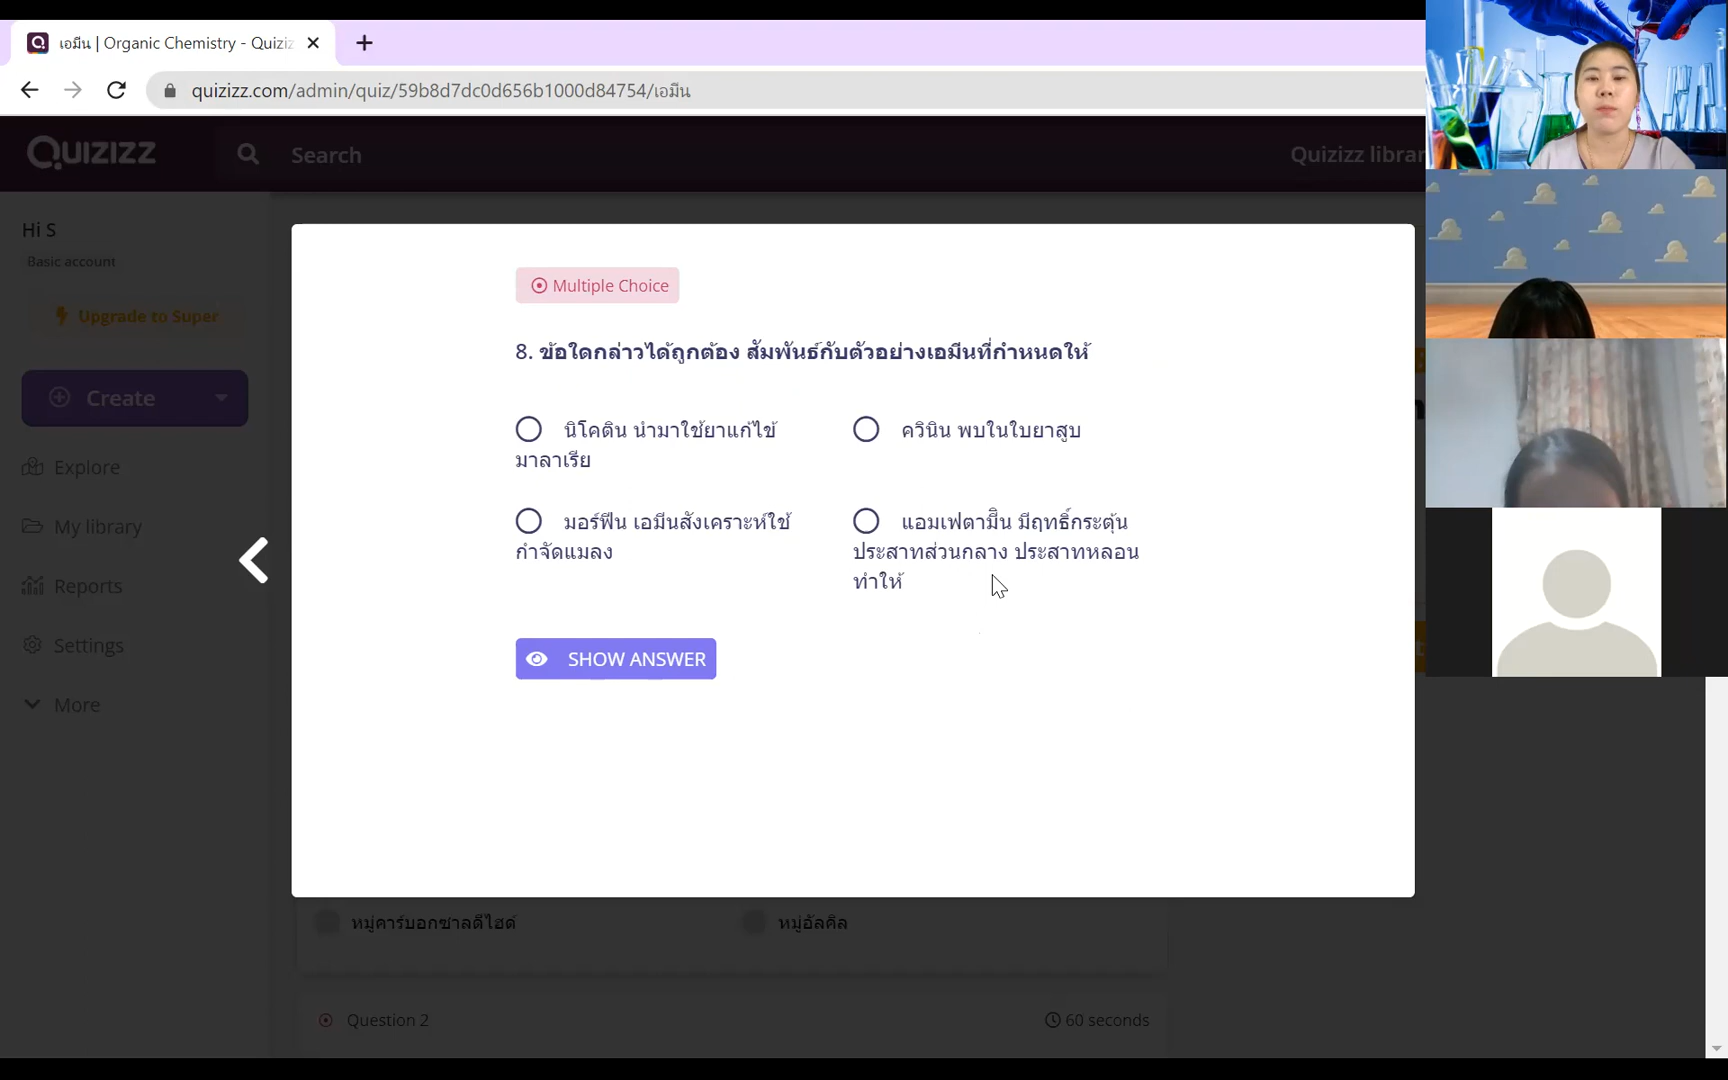 เอมีน | Organic Chemistry - Quiziz
quizizz.com/admin/quiz/59b8d7dc0d656b1000d84754/เอมีน
Quizizz
Search
Quizizz librar
Hi S
Basic account
Upgrade to Super
Create
Explore
My library
Reports
Settings
More
Multiple Choice
8. ข้อใดกล่าวได้ถูกต้อง สัมพันธ์กับตัวอย่างเอมีนที่กำหนดให้
นิโคติน นำมาใช้ยาแก้ไข้
มาลาเรีย
ควินิน พบในใบยาสูบ
มอร์ฟีน เอมีนสังเคราะห์ใช้
กำจัดแมลง
แอมเฟตามีีน มีฤทธิ์กระตุ้น
ประสาทส่วนกลาง ประสาทหลอน
ทำให้
SHOW ANSWER
หมู่คาร์บอกซาลดีไฮด์
หมู่อัลคิล
Question 2
60 seconds